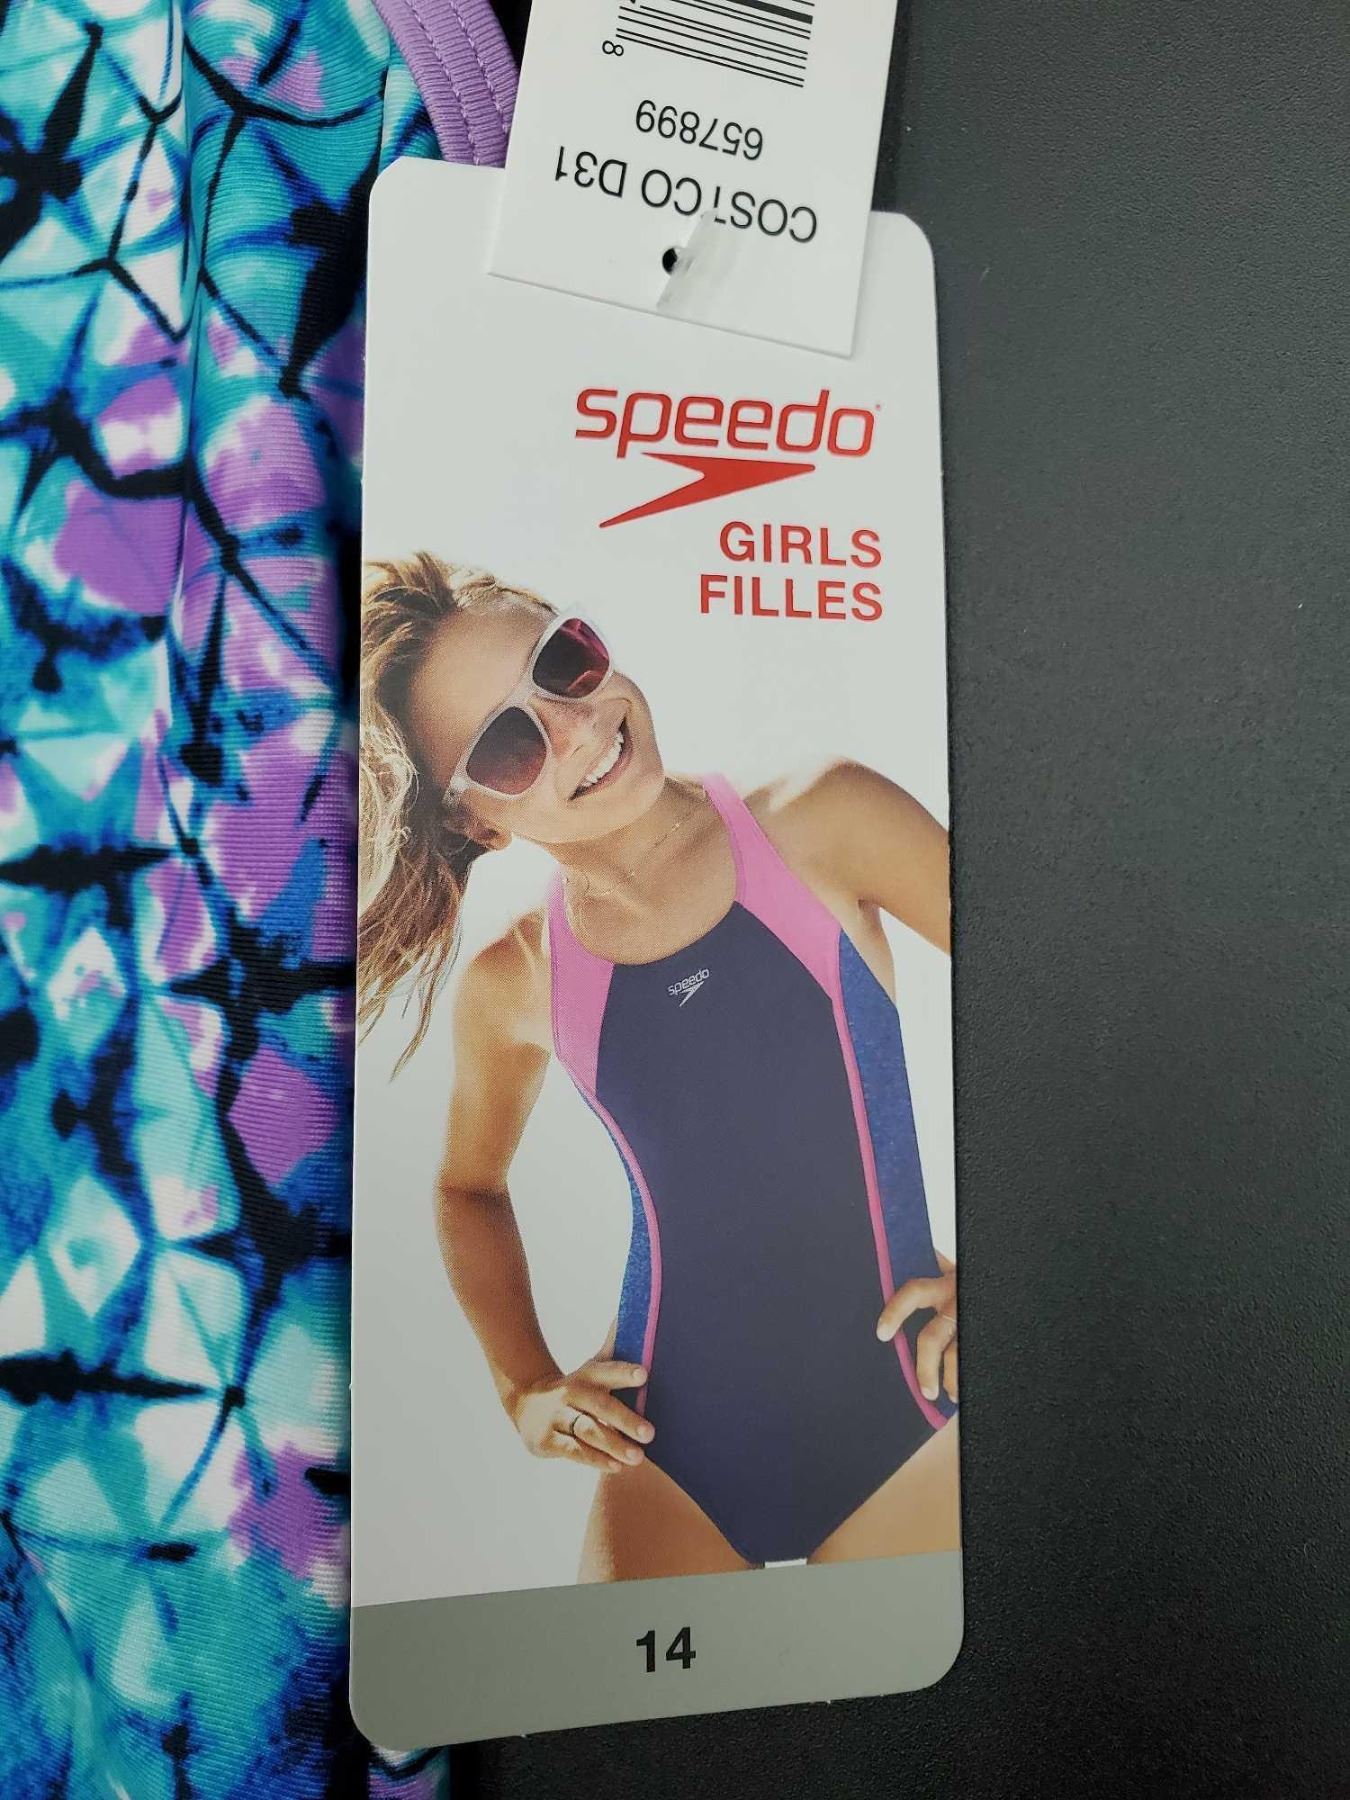 8
657899
COSTCO D31
speedo
GIRLS
FILLES
speedo
14